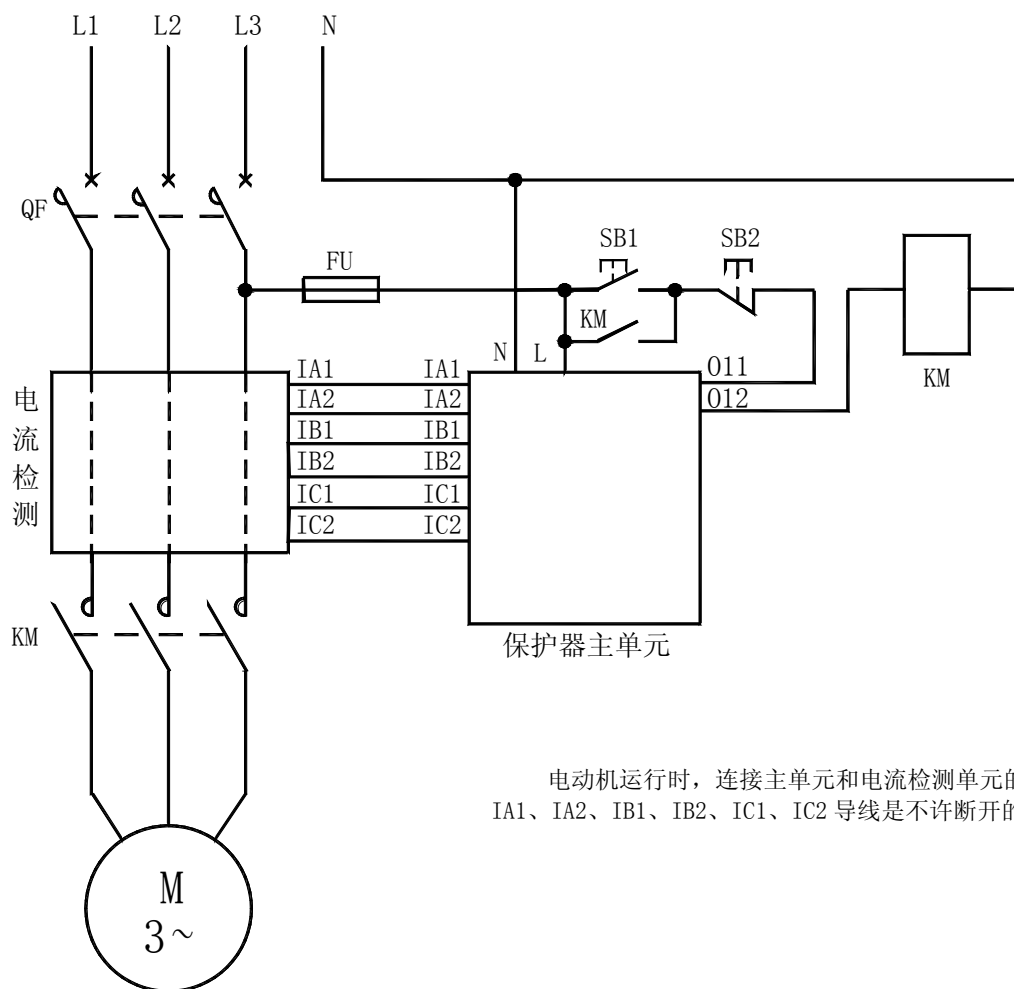 L1 L2 L3 N
QF
FU
SB1 SB2
KM
N L
KM
电流检测
IA1 IA1
IA2 IA2
IB1 IB1
IB2 IB2
IC1 IC1
IC2 IC2
O11
O12
KM
保护器主单元
电动机运行时，连接主单元和电流检测单元的
IA1、IA2、IB1、IB2、IC1、IC2 导线是不许断开的
M
3~